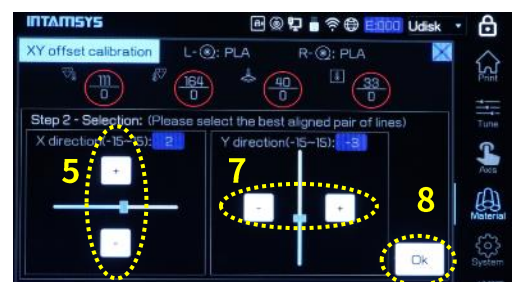 INTAMSYS E:000 Udisk
XY offset calibration L-: PLA R-: PLA
111 164 40 33
0 0 0 0
Print
Step 2 - Selection: (Please select the best aligned pair of lines)
X direction(-15~15): 2 Y direction(-15~15): -3
Tune
5 + 7 - + 8
Axes
Material
-
Ok
System